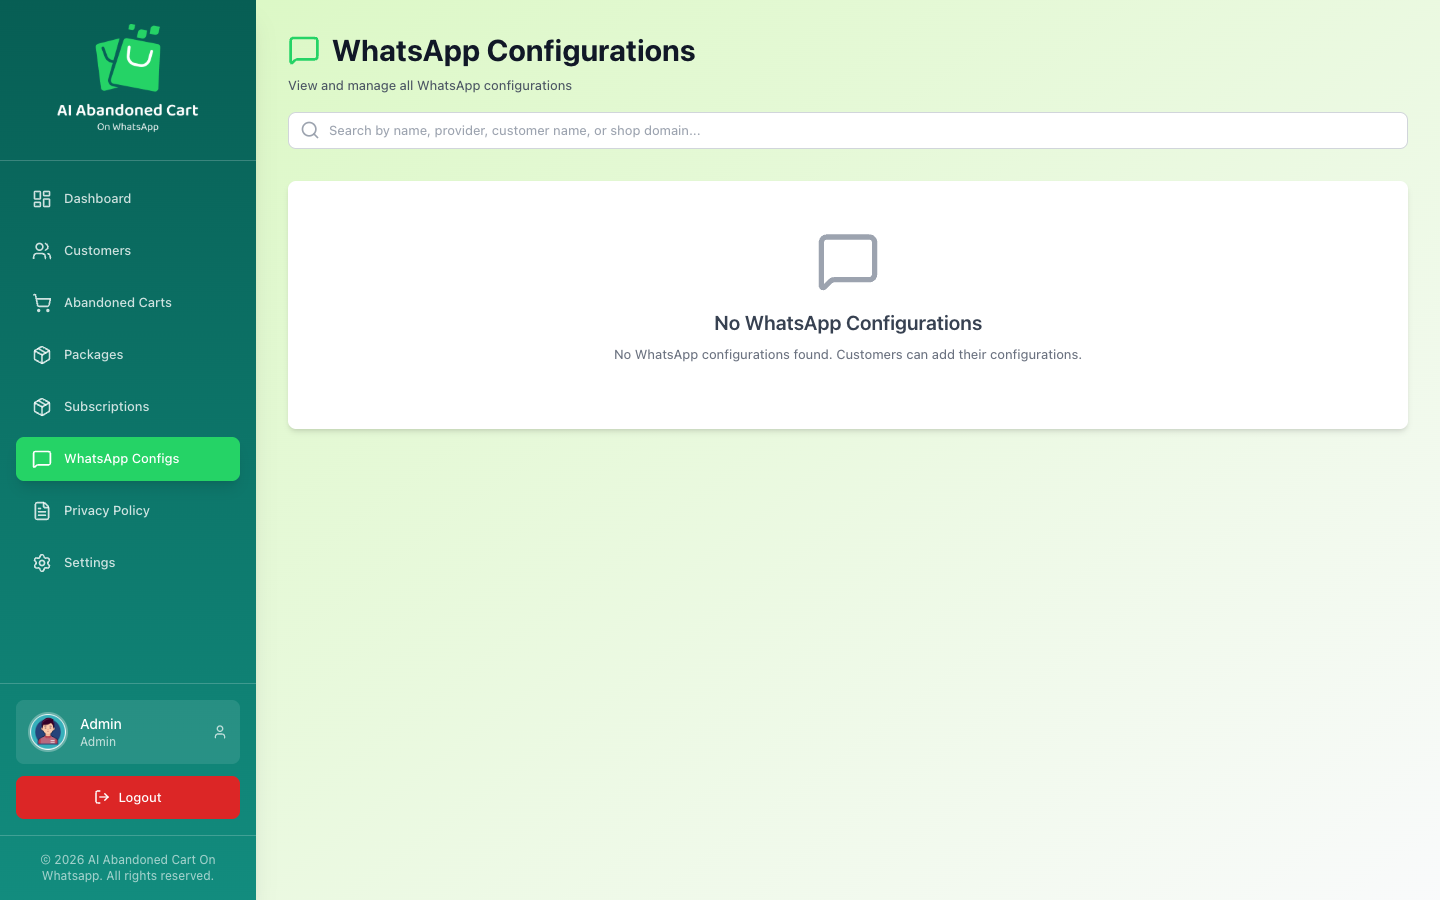 AI Abandoned Cart
On WhatsApp
Dashboard
Customers
Abandoned Carts
Packages
Subscriptions
WhatsApp Configs
Privacy Policy
Settings
Admin
Admin
Logout
© 2026 AI Abandoned Cart On
Whatsapp. All rights reserved.
WhatsApp Configurations
View and manage all WhatsApp configurations
Search by name, provider, customer name, or shop domain...
No WhatsApp Configurations
No WhatsApp configurations found. Customers can add their configurations.